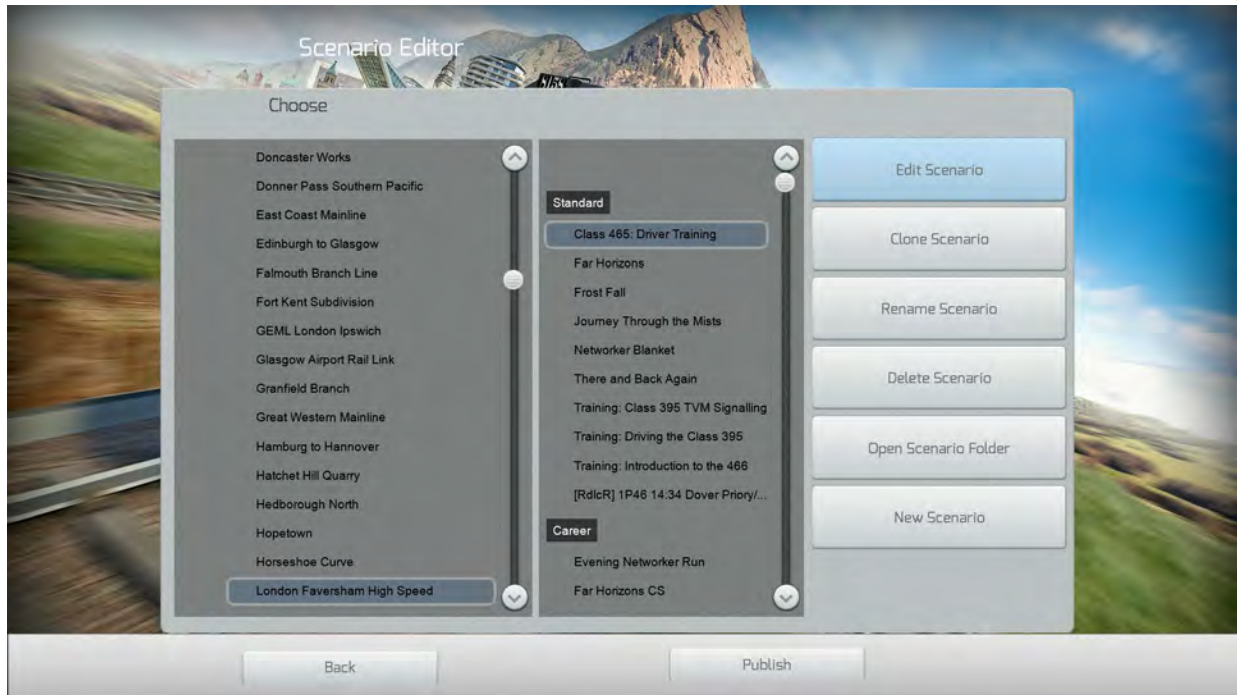 Scenario Editor
Choose
Doncaster Works
Donner Pass Southern Pacific
East Coast Mainline
Edinburgh to Glasgow
Falmouth Branch Line
Fort Kent Subdivision
GEML London Ipswich
Glasgow Airport Rail Link
Granfield Branch
Great Western Mainline
Hamburg to Hannover
Hatchet Hill Quarry
Hedborough North
Hopetown
Horseshoe Curve
London Faversham High Speed
Standard
Class 465: Driver Training
Far Horizons
Frost Fall
Journey Through the Mists
Networker Blanket
There and Back Again
Training: Class 395 TVM Signalling
Training: Driving the Class 395
Training: Introduction to the 466
[RdlcR] 1P46 14:34 Dover Priory/...
Career
Evening Networker Run
Far Horizons CS
Edit Scenario
Clone Scenario
Rename Scenario
Delete Scenario
Open Scenario Folder
New Scenario
Back
Publish